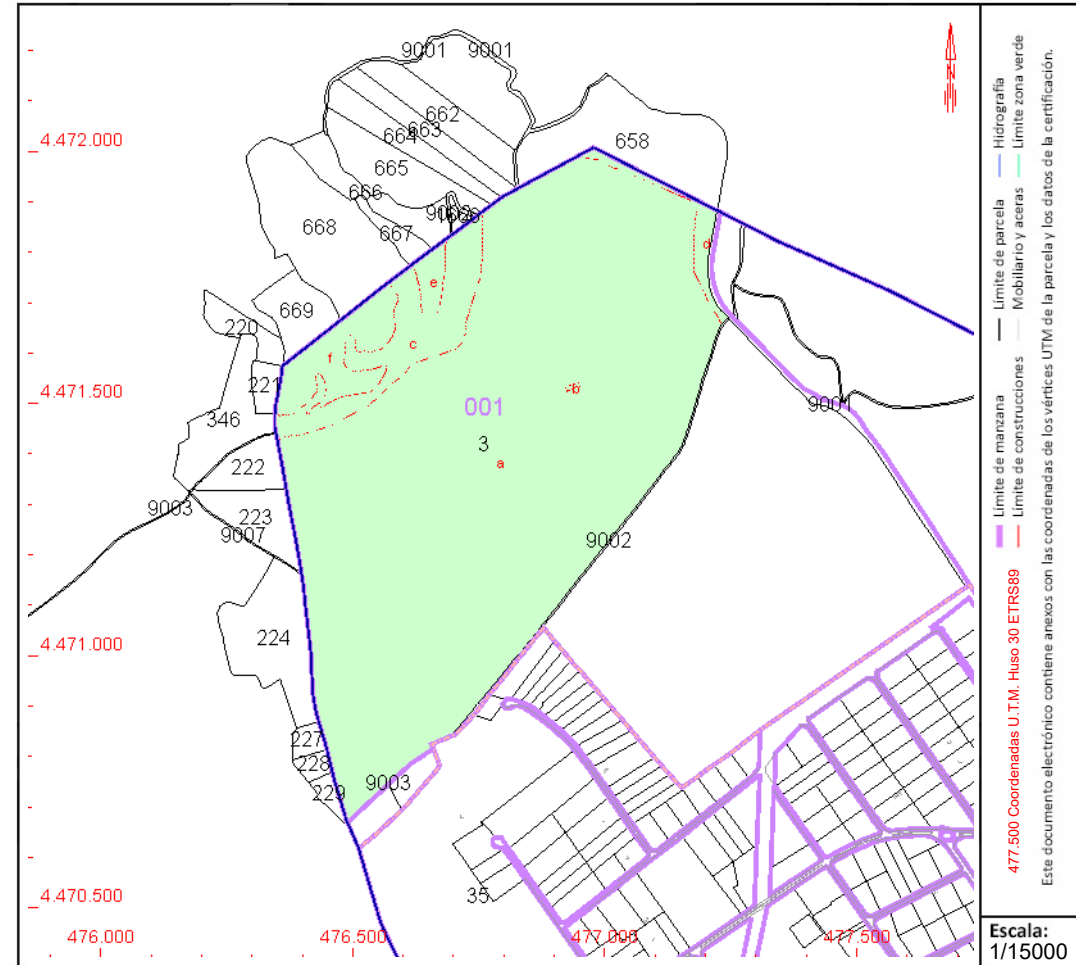 9001
9001
662
663
664
665
666
667
668
658
669
220
221
346
222
223
9003
9007
224
227
228
229
9003
35
9002
9001
001
3
a
b
c
d
e
f
4.472.000
4.471.500
4.471.000
4.470.500
476.000
476.500
477.000
477.500
N
Límite de manzana
Límite de parcela
Hidrografía
Límite de construcciones
Mobiliario y aceras
Límite zona verde
477.500 Coordenadas U.T.M. Huso 30 ETRS89
Este documento electrónico contiene anexos con las coordenadas de los vértices UTM de la parcela y los datos de la certificación.
Escala:
1/15000